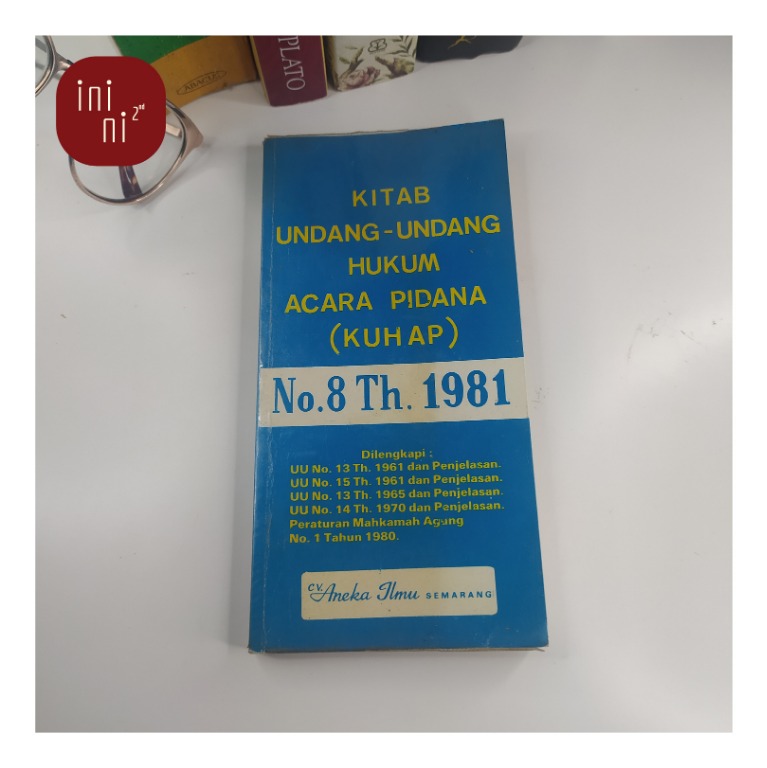 ini
ni 2nd
PLATO
KITAB
UNDANG-UNDANG
HUKUM
ACARA PIDANA
(KUHAP)
No.8 Th. 1981
Dilengkapi :
UU No. 13 Th. 1961 dan Penjelasan.
UU No. 15 Th. 1961 dan Penjelasan.
UU No. 13 Th. 1965 dan Penjelasan.
UU No. 14 Th. 1970 dan Penjelasan.
Peraturan Mahkamah Agung
No. 1 Tahun 1980.
CV. Aneka Ilmu SEMARANG